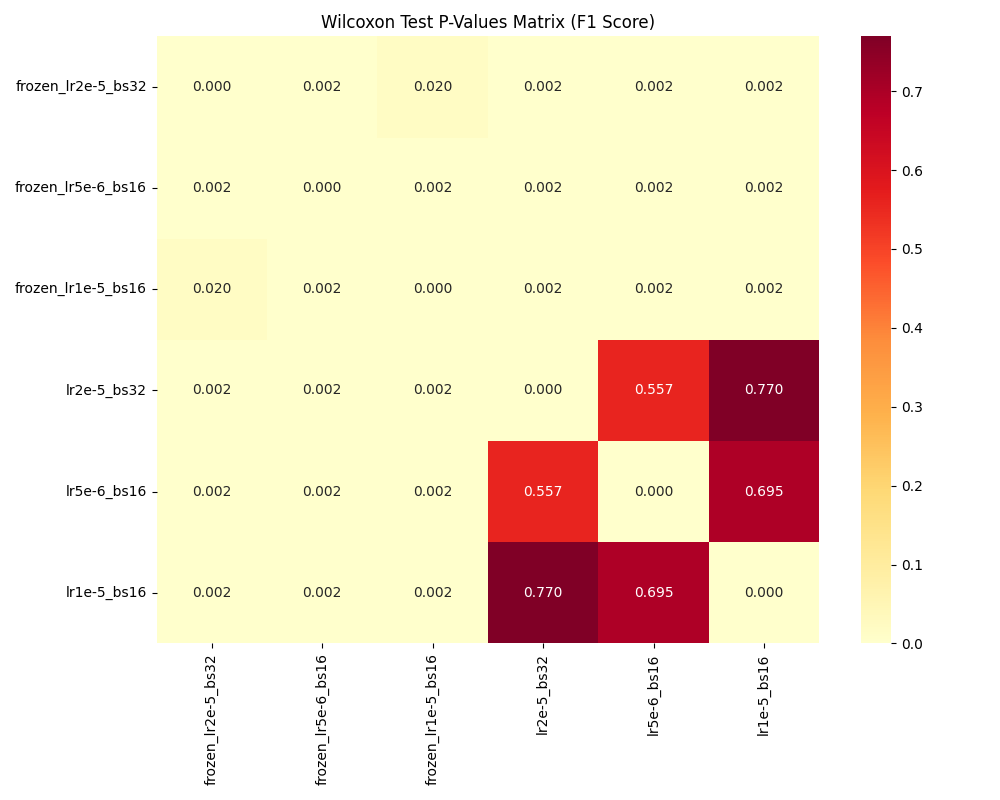 Wilcoxon Test P-Values Matrix (F1 Score)
frozen_lr2e-5_bs32 0.000 0.002 0.020 0.002 0.002 0.002
frozen_lr5e-6_bs16 0.002 0.000 0.002 0.002 0.002 0.002
frozen_lr1e-5_bs16 0.020 0.002 0.000 0.002 0.002 0.002
lr2e-5_bs32 0.002 0.002 0.002 0.000 0.557 0.770
lr5e-6_bs16 0.002 0.002 0.002 0.557 0.000 0.695
lr1e-5_bs16 0.002 0.002 0.002 0.770 0.695 0.000
frozen_lr2e-5_bs32
frozen_lr5e-6_bs16
frozen_lr1e-5_bs16
lr2e-5_bs32
lr5e-6_bs16
lr1e-5_bs16
0.7
0.6
0.5
0.4
0.3
0.2
0.1
0.0